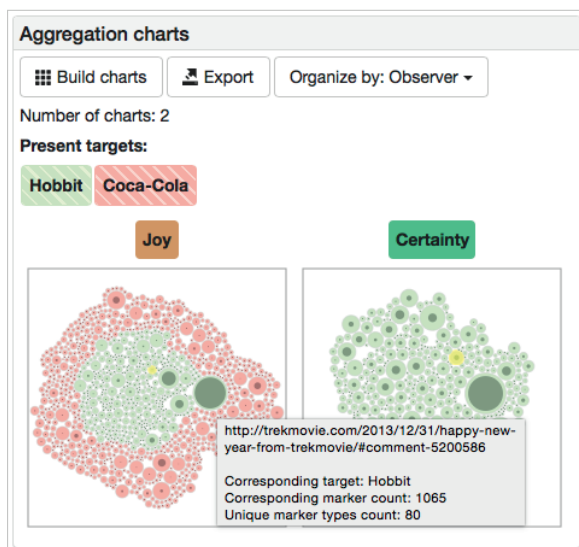 Aggregation charts
Build charts
Export
Organize by: Observer
Number of charts: 2
Present targets:
Hobbit
Coca-Cola
Joy
Certainty
http://trekmovie.com/2013/12/31/happy-new-
year-from-trekmovie/#comment-5200586
Corresponding target: Hobbit
Corresponding marker count: 1065
Unique marker types count: 80